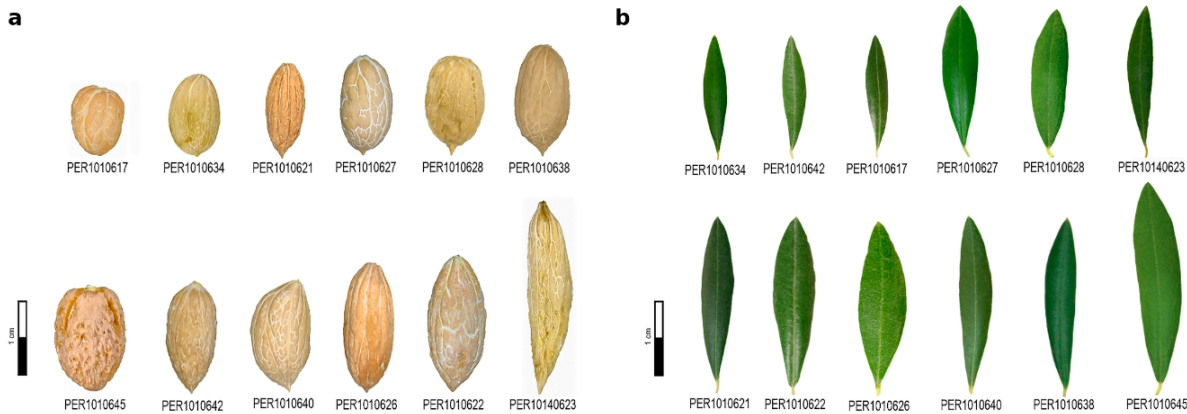 a
PER1010617 PER1010634 PER1010621 PER1010627 PER1010628 PER1010638
1 cm
PER1010645 PER1010642 PER1010640 PER1010626 PER1010622 PER10140623
b
PER1010634 PER1010642 PER1010617 PER1010627 PER1010628 PER10140623
1 cm
PER1010621 PER1010622 PER1010626 PER1010640 PER1010638 PER1010645